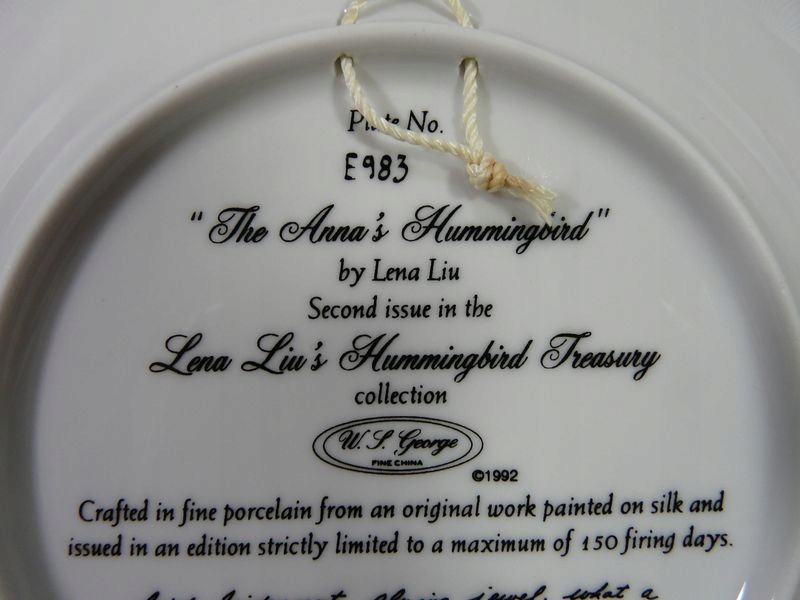 Plate No.
E983
"The Anna's Hummingbird"
by Lena Liu
Second issue in the
Lena Liu's Hummingbird Treasury
collection
W. S. George
FINE CHINA
©1992
Crafted in fine porcelain from an original work painted on silk and
issued in an edition strictly limited to a maximum of 150 firing days.
jewel, what a